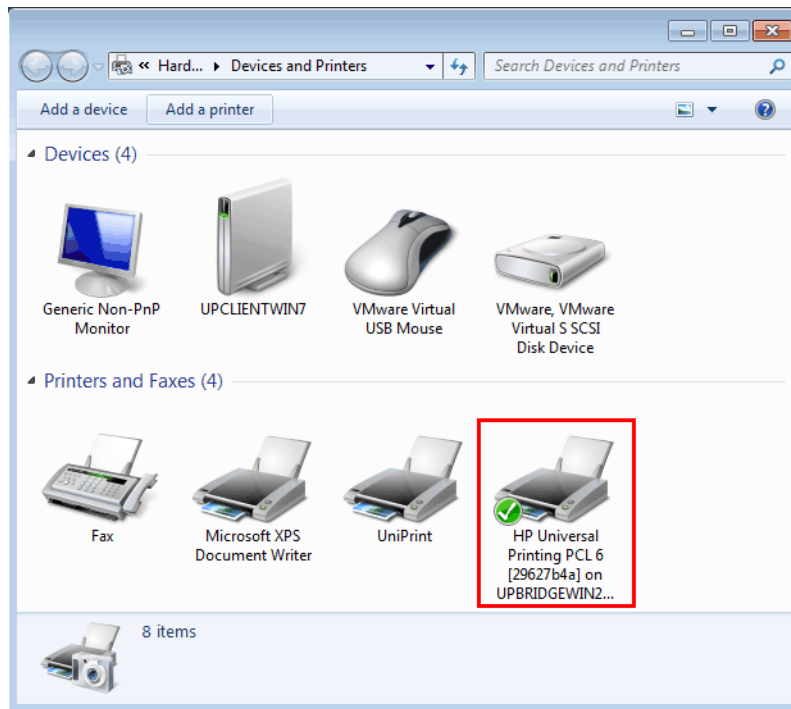 « Hard... ▸ Devices and Printers
Search Devices and Printers
Add a device
Add a printer
Devices (4)
Generic Non-PnP
Monitor
UPCLIENTWIN7
VMware Virtual
USB Mouse
VMware, VMware
Virtual S SCSI
Disk Device
Printers and Faxes (4)
Fax
Microsoft XPS
Document Writer
UniPrint
HP Universal
Printing PCL 6
[29627b4a] on
UPBRIDGEWIN2...
8 items